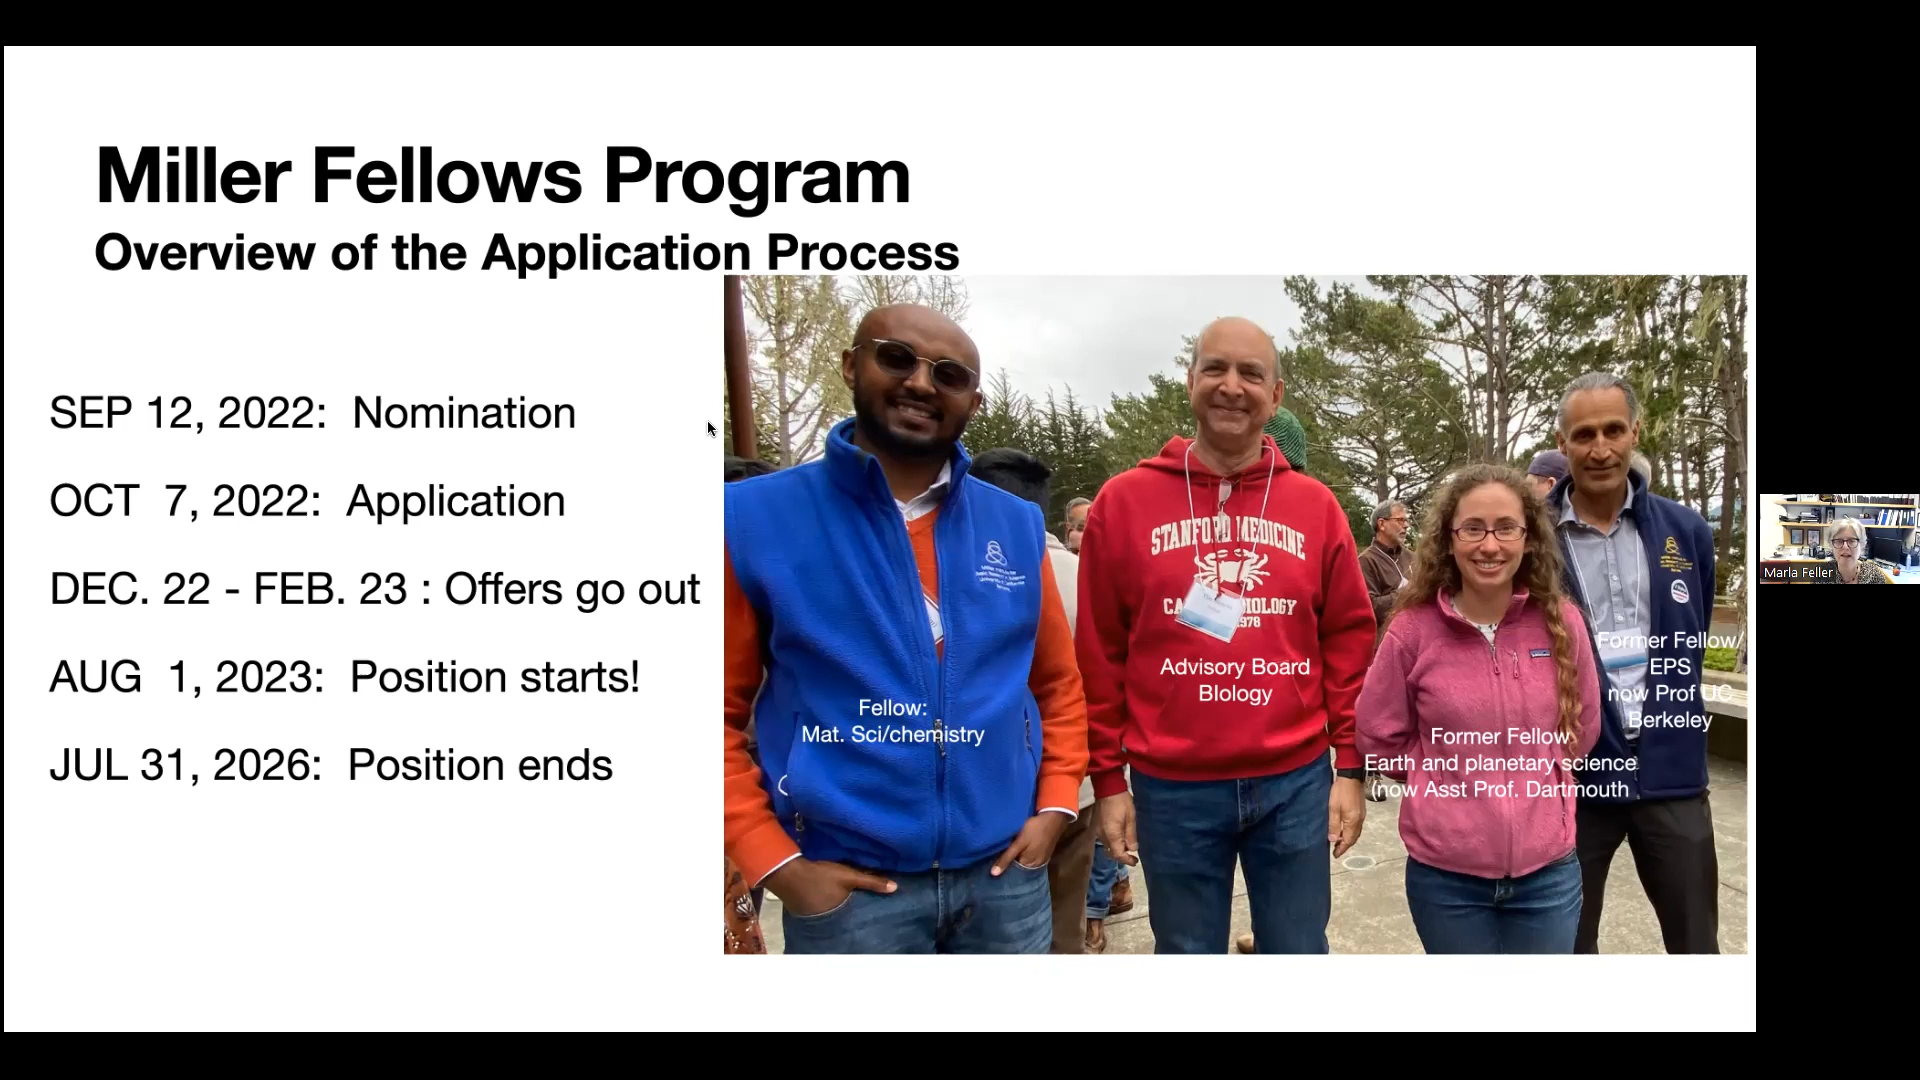 Miller Fellows Program
Overview of the Application Process
SEP 12, 2022: Nomination
OCT 7, 2022: Application
DEC. 22 - FEB. 23 : Offers go out
AUG 1, 2023: Position starts!
JUL 31, 2026: Position ends
Fellow:
Mat. Sci/chemistry
STANFORD MEDICINE
1978
Advisory Board
BIology
Former Fellow
Earth and planetary science
(now Asst Prof. Dartmouth
Former Fellow/
EPS
now Prof UC
Berkeley
Marla Feller